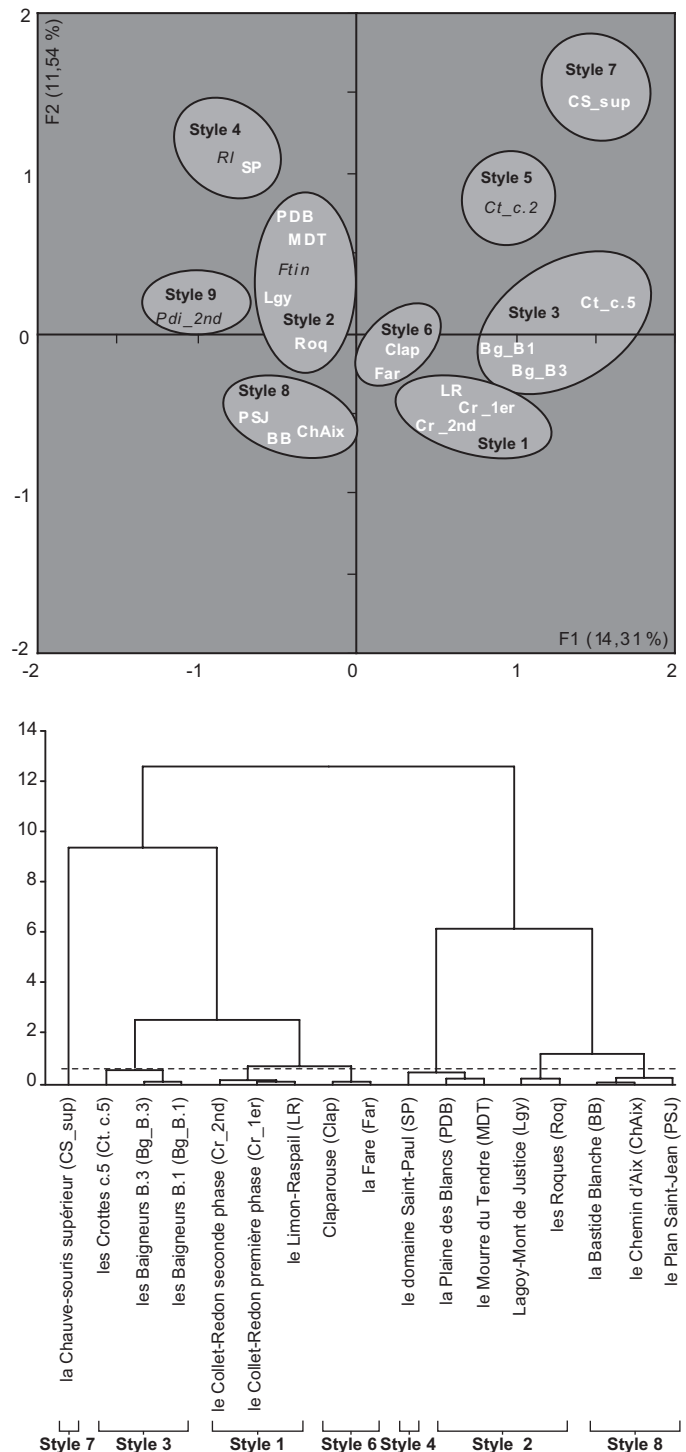 2
F2 (11,54 %)
Style 7
CS_sup
Style 4
RI
SP
1
Style 5
Ct_c.2
PDB
MDT
Ftin
Lgy
Style 2
Roq
Style 9
Pdi_2nd
Style 3
Ct_c.5
0
Style 6
Clap
Far
Bg_B1
Bg_B3
Style 8
PSJ
BB
ChAix
LR
Cr_1er
Cr_2nd
Style 1
-1
-2
F1 (14,31 %)
-2
-1
0
1
2
14
12
10
8
6
4
2
0
la Chauve-souris supérieur (CS_sup)
les Crottes c.5 (Ct. c.5)
les Baigneurs B.3 (Bg_B.3)
les Baigneurs B.1 (Bg_B.1)
le Collet-Redon seconde phase (Cr_2nd)
le Collet-Redon première phase (Cr_1er)
le Limon-Raspail (LR)
Claparouse (Clap)
la Fare (Far)
le domaine Saint-Paul (SP)
la Plaine des Blancs (PDB)
le Mourre du Tendre (MDT)
Lagoy-Mont de Justice (Lgy)
les Roques (Roq)
la Bastide Blanche (BB)
le Chemin d'Aix (ChAix)
le Plan Saint-Jean (PSJ)
Style 7
Style 3
Style 1
Style 6
Style 4
Style 2
Style 8